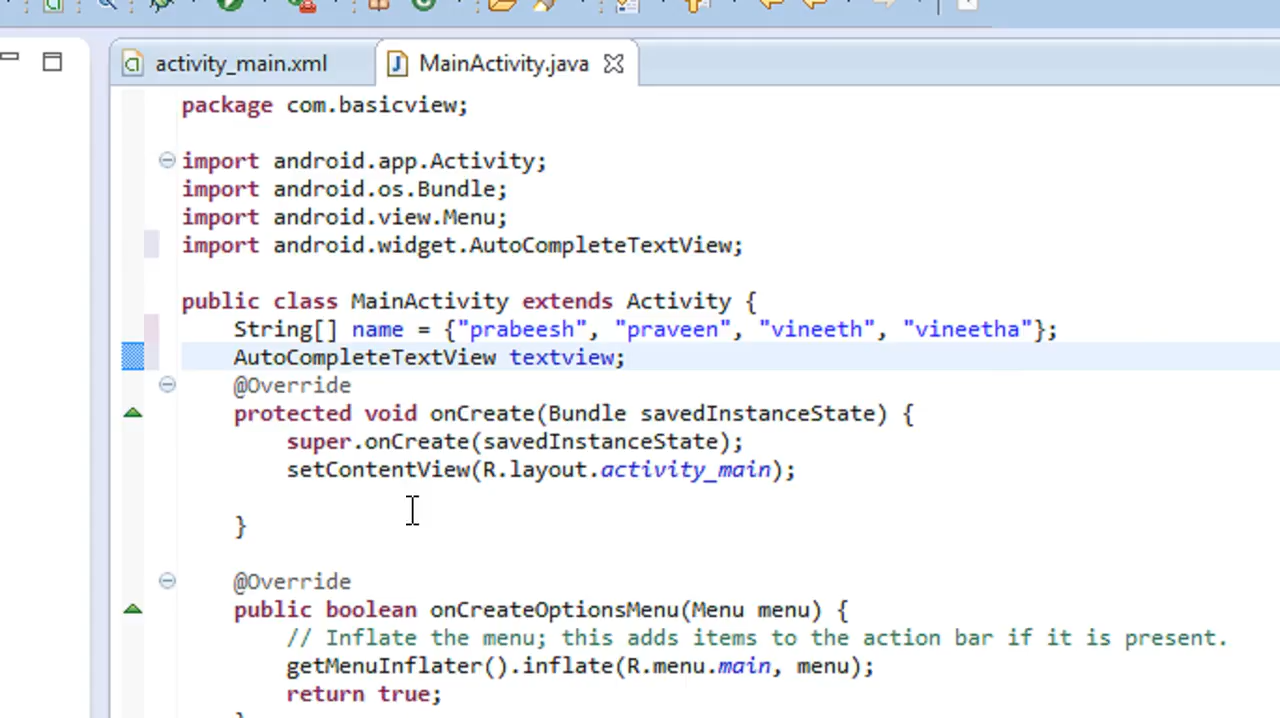 activity_main.xml
MainActivity.java
package com.basicview;
import android.app.Activity;
import android.os.Bundle;
import android.view.Menu;
import android.widget.AutoCompleteTextView;
public class MainActivity extends Activity {
String[] name = {"prabeesh", "praveen", "vineeth", "vineetha"};
AutoCompleteTextView textview;
@Override
protected void onCreate(Bundle savedInstanceState) {
super.onCreate(savedInstanceState);
setContentView(R.layout.activity_main);
}
@Override
public boolean onCreateOptionsMenu(Menu menu) {
// Inflate the menu; this adds items to the action bar if it is present.
getMenuInflater().inflate(R.menu.main, menu);
return true;